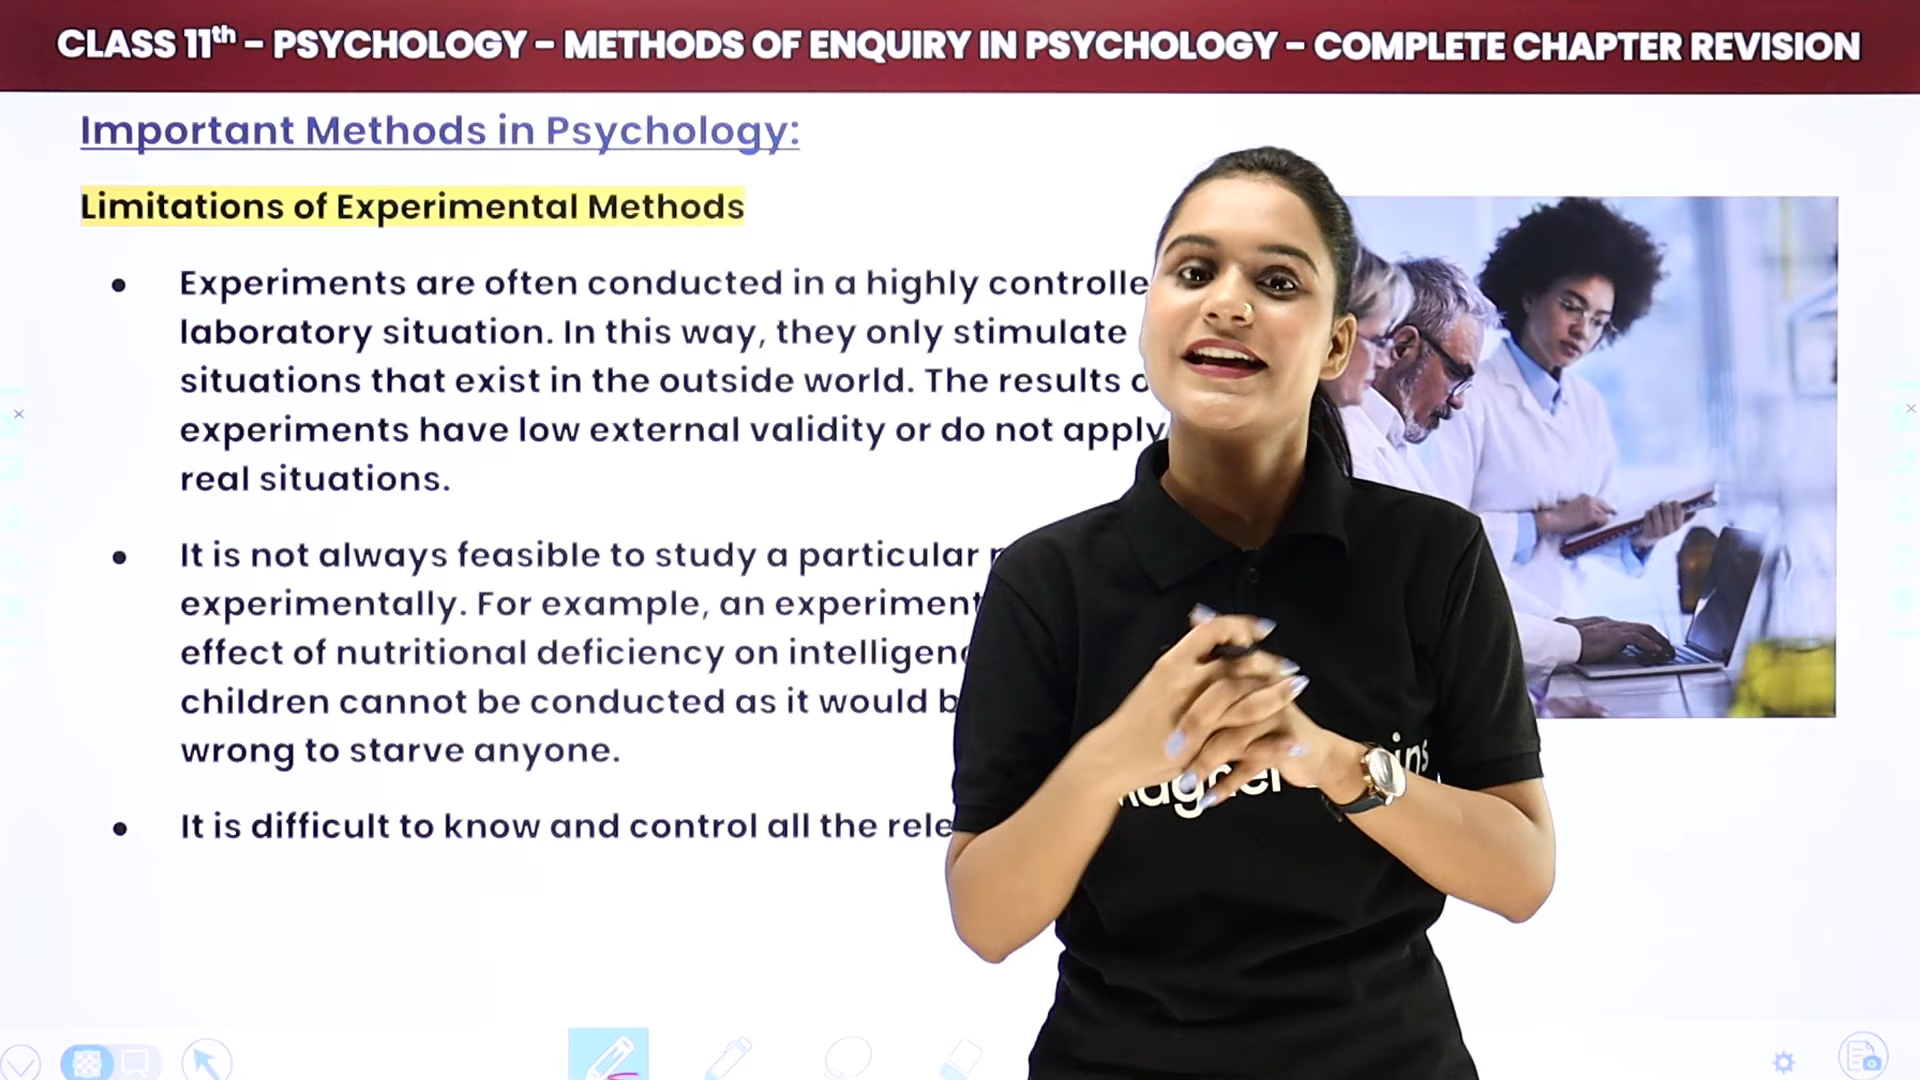 CLASS 11th – PSYCHOLOGY – METHODS OF ENQUIRY IN PSYCHOLOGY – COMPLETE CHAPTER REVISION
Important Methods in Psychology:
Limitations of Experimental Methods
● Experiments are often conducted in a highly
laboratory situation. In this way, they only stimulate
situations that exist in the outside world. The results
experiments have low external validity or do not apply
real situations.
● It is not always feasible to study a particular
experimentally. For example, an experiment
effect of nutritional deficiency on
children cannot be conducted as it would
wrong to starve anyone.
● It is difficult to know and control all the